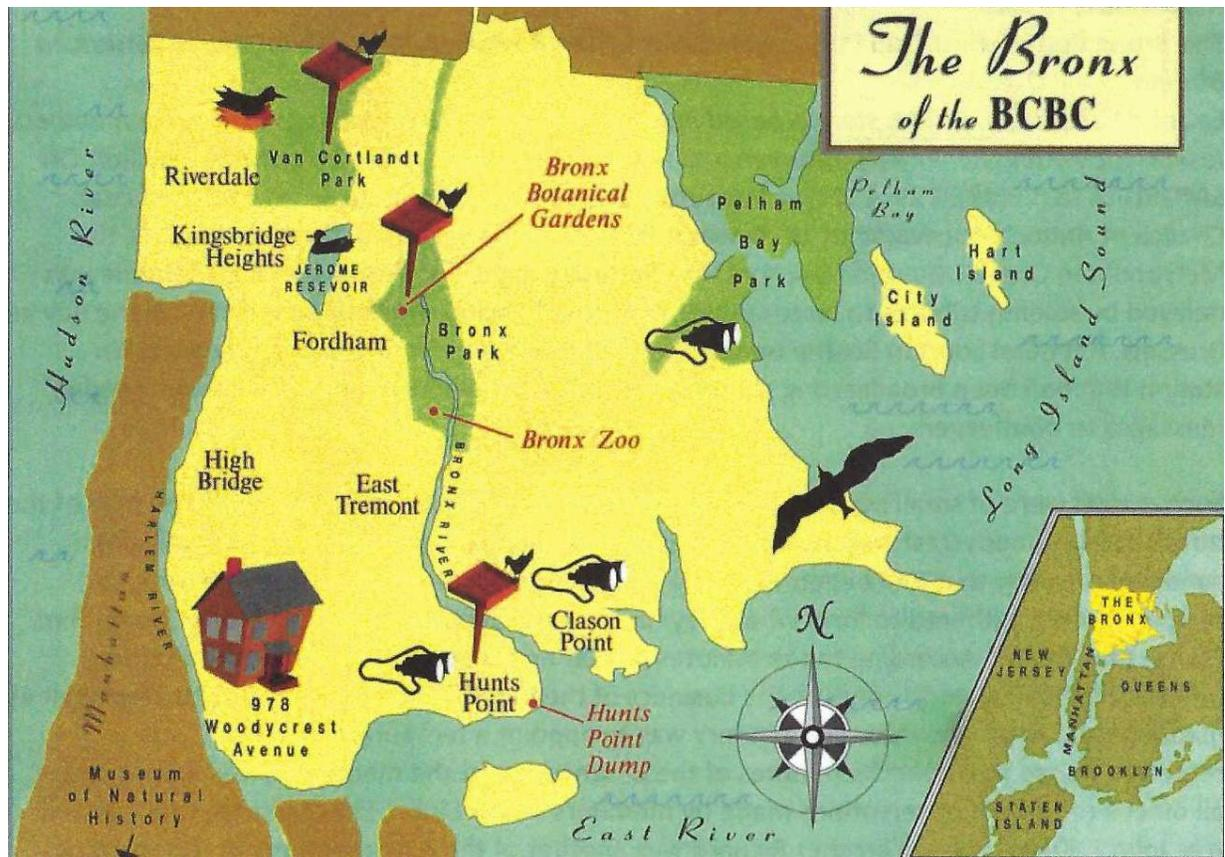 The Bronx
of the BCBC
Van Cortlandt
Park
Riverdale
Bronx
Botanical
Gardens
Pelham
Bay
Park
Pelham
Bay
Hart
Island
City
Island
Kingsbridge
Heights
JEROME
RESEVOIR
Fordham
Bronx
Park
Bronx Zoo
Hudson River
Long Island Sound
High
Bridge
East
Tremont
BRONX RIVER
HARLEM RIVER
Manhattan
978
Woodycrest
Avenue
Clason
Point
Hunts
Point
Hunts
Point
Dump
Museum
of Natural
History
East River
N
THE
BRONX
NEW
JERSEY
MANHATTAN
QUEENS
BROOKLYN
STATEN
ISLAND